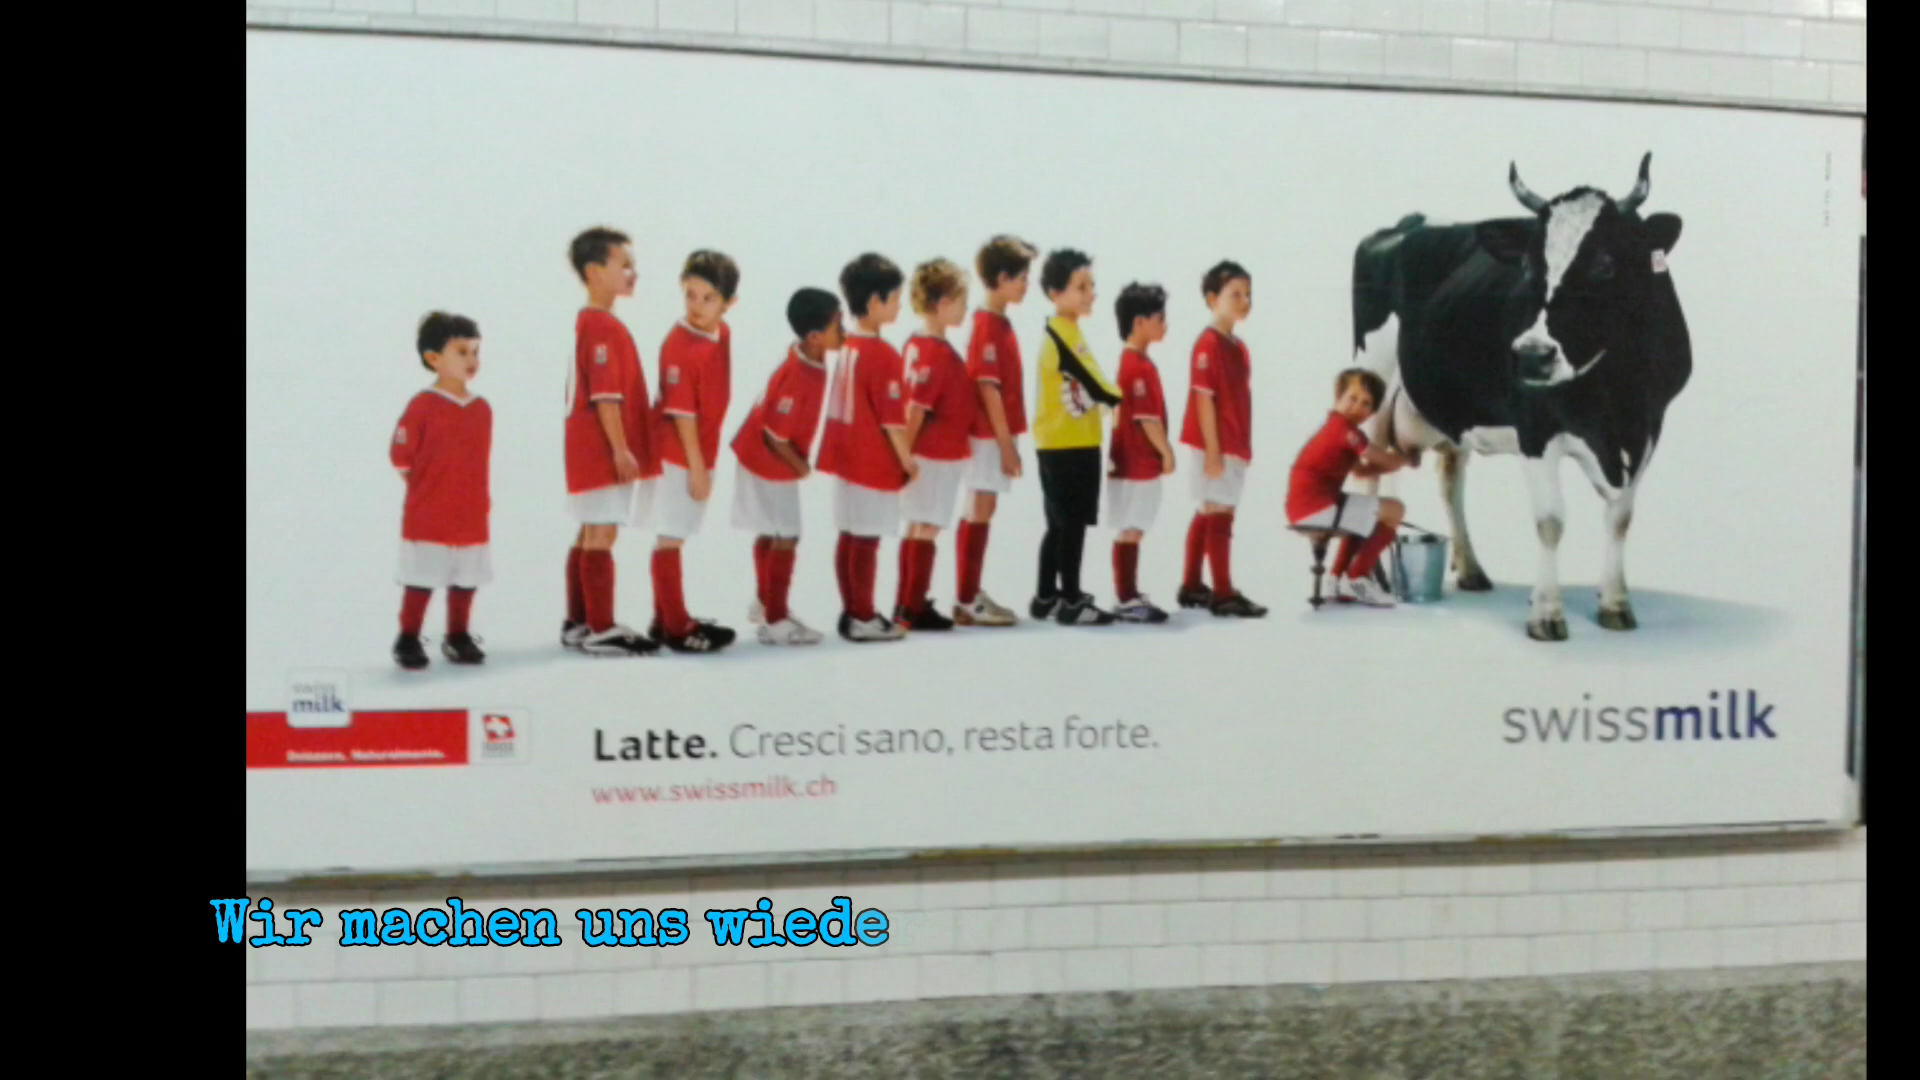 swiss
milk
Latte. Cresci sano, resta forte.
www.swissmilk.ch
swissmilk
Wir machen uns wiede